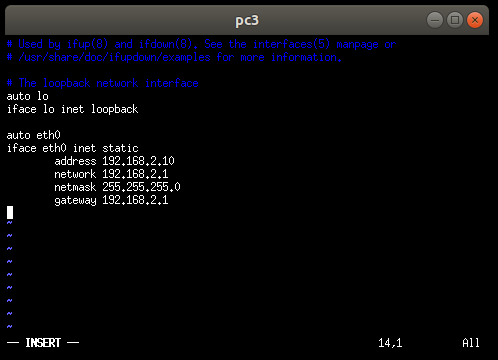 pc3
# Used by ifup(8) and ifdown(8). See the interfaces(5) manpage or
# /usr/share/doc/ifupdown/examples for more information.
# The loopback network interface
auto lo
iface lo inet loopback
auto eth0
iface eth0 inet static
address 192.168.2.10
network 192.168.2.1
netmask 255.255.255.0
gateway 192.168.2.1
~
~
~
~
~
~
~
~
~
-- INSERT -- 14,1 All